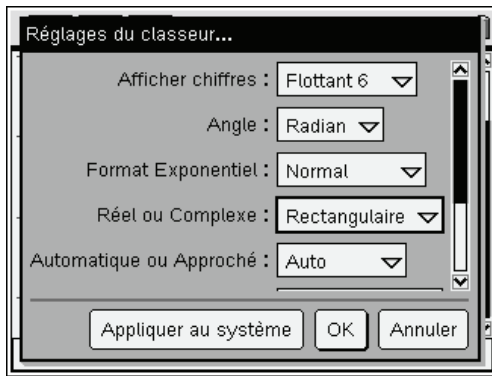 Réglages du classeur...
Afficher chiffres : Flottant 6
Angle : Radian
Format Exponentiel : Normal
Réel ou Complexe : Rectangulaire
Automatique ou Approché : Auto
Appliquer au système OK Annuler